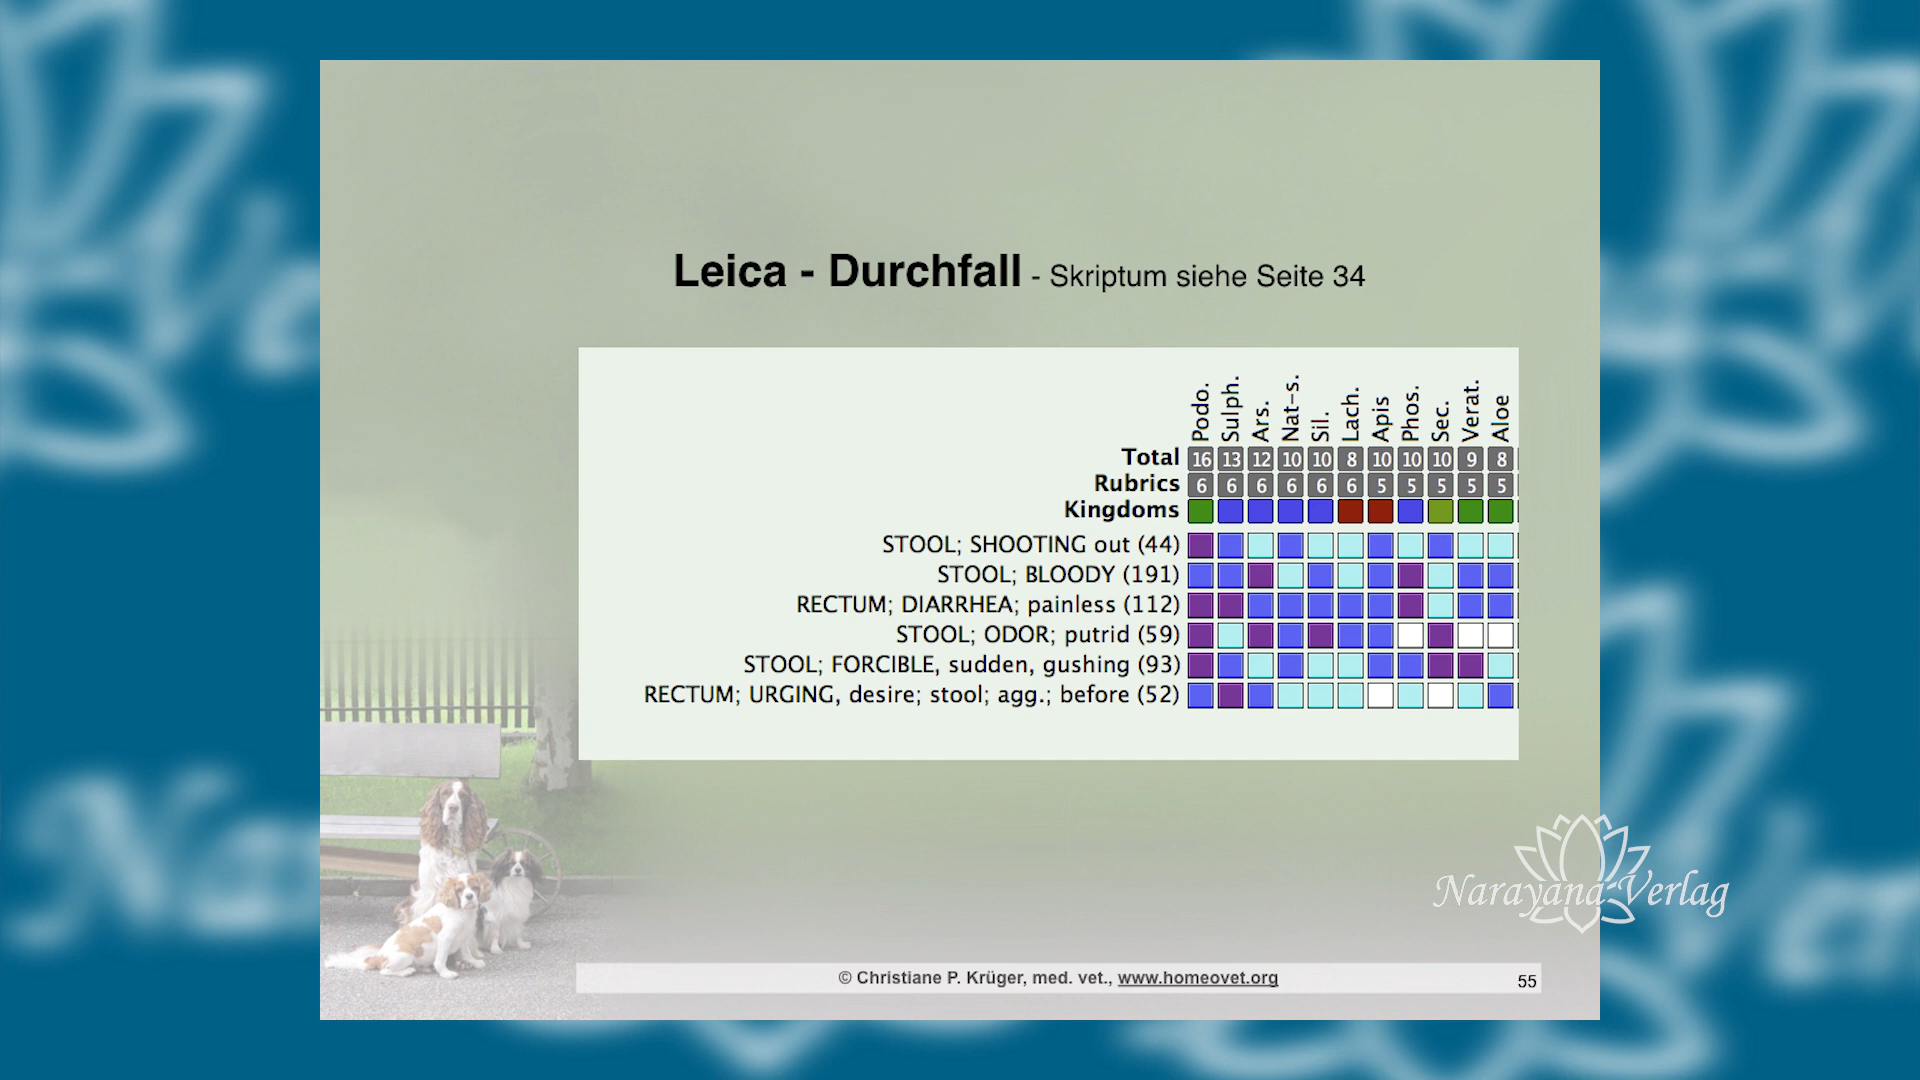 Leica - Durchfall - Skriptum siehe Seite 34
Podo. Sulph. Ars. Nat-s. Sil. Lach. Apis Phos. Sec. Verat. Aloe
Total 16 13 12 10 10 8 10 10 10 9 8
Rubrics 6 6 6 6 6 6 5 5 5 5 5
Kingdoms
STOOL; SHOOTING out (44)
STOOL; BLOODY (191)
RECTUM; DIARRHEA; painless (112)
STOOL; ODOR; putrid (59)
STOOL; FORCIBLE, sudden, gushing (93)
RECTUM; URGING, desire; stool; agg.; before (52)
Narayana Verlag
© Christiane P. Krüger, med. vet., www.homeovet.org
55